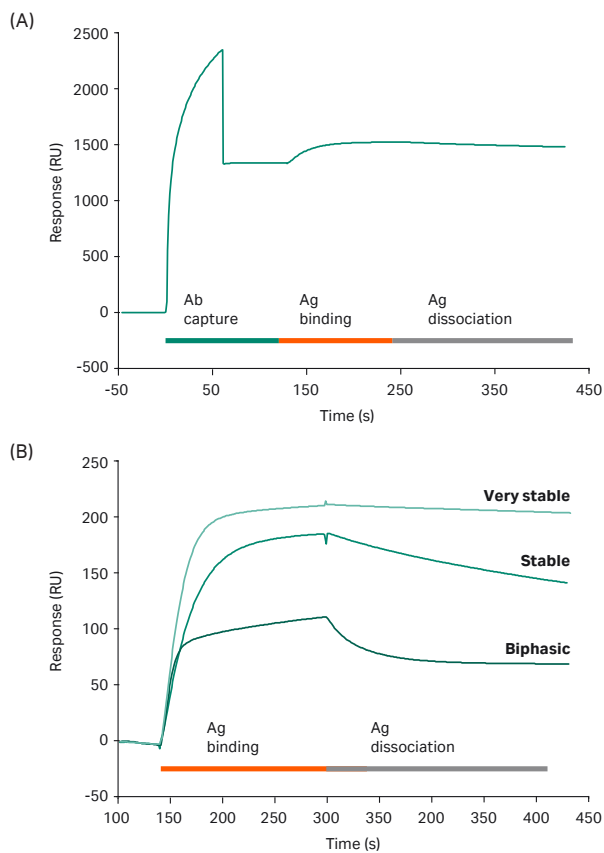 (A)
2500
2000
1500
1000
500
0
-500
Response (RU)
Ab
capture
Ag
binding
Ag
dissociation
-50 50 150 250 350 450
Time (s)
(B)
250
200
150
100
50
0
-50
Response (RU)
Very stable
Stable
Biphasic
Ag
binding
Ag
dissociation
100 150 200 250 300 350 200 250 400 450
Time (s)